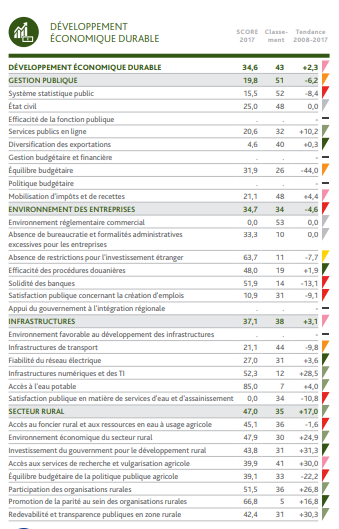 DÉVELOPPEMENT
ÉCONOMIQUE DURABLE
SCORE 2017 Classement Tendance 2008-2017
DÉVELOPPEMENT ÉCONOMIQUE DURABLE 34,6 43 +2,3
GESTION PUBLIQUE 19,8 51 -6,2
Système statistique public 15,5 52 -8,4
État civil 25,0 48 0,0
Efficacité de la fonction publique . . –
Services publics en ligne 20,6 32 +10,2
Diversification des exportations 4,6 40 +0,3
Gestion budgétaire et financière . . –
Équilibre budgétaire 31,9 26 -44,0
Politique budgétaire . . –
Mobilisation d'impôts et de recettes 21,1 48 +4,4
ENVIRONNEMENT DES ENTREPRISES 34,7 34 -4,6
Environnement réglementaire commercial 0,0 53 0,0
Absence de bureaucratie et formalités administratives
excessives pour les entreprises 33,3 10 0,0
Absence de restrictions pour l'investissement étranger 63,7 11 -7,7
Efficacité des procédures douanières 48,0 19 +1,9
Solidité des banques 51,9 14 -13,1
Satisfaction publique concernant la création d'emplois 10,9 31 -9,1
Appui du gouvernement à l'intégration régionale . . –
INFRASTRUCTURES 37,1 38 +3,1
Environnement favorable au développement des infrastructures . . –
Infrastructures de transport 21,1 44 -9,8
Fiabilité du réseau électrique 27,0 31 +3,6
Infrastructures numériques et des TI 52,3 12 +28,5
Accès à l'eau potable 85,0 7 +4,0
Satisfaction publique en matière de services d'eau et d'assainissement 0,0 34 -10,8
SECTEUR RURAL 47,0 35 +17,0
Accès au foncier rural et aux ressources en eau à usage agricole 45,1 36 -1,6
Environnement économique du secteur rural 47,9 30 +24,9
Investissement du gouvernement pour le développement rural 43,8 31 +31,3
Accès aux services de recherche et vulgarisation agricole 39,9 41 +30,0
Équilibre budgétaire de la politique publique agricole 39,1 33 -22,2
Participation des organisations rurales 51,5 36 +26,8
Promotion de la parité au sein des organisations rurales 66,8 5 +16,8
Redevabilité et transparence publiques en zone rurale 42,4 31 +30,3